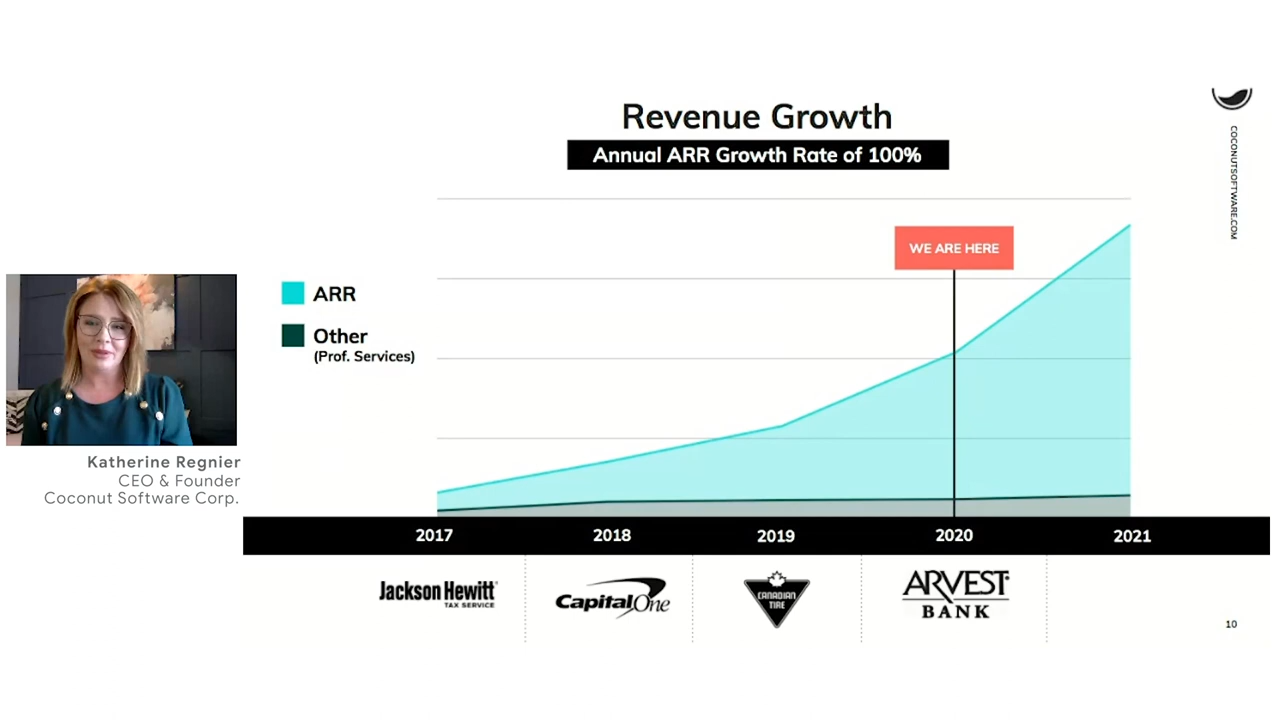 Revenue Growth
Annual ARR Growth Rate of 100%
COCONUTSOFTWARE.COM
WE ARE HERE
ARR
Other
(Prof. Services)
Katherine Regnier
CEO & Founder
Coconut Software Corp.
2017 2018 2019 2020 2021
Jackson Hewitt
TAX SERVICE
Capital One
CANADIAN
TIRE
ARVEST
BANK
10